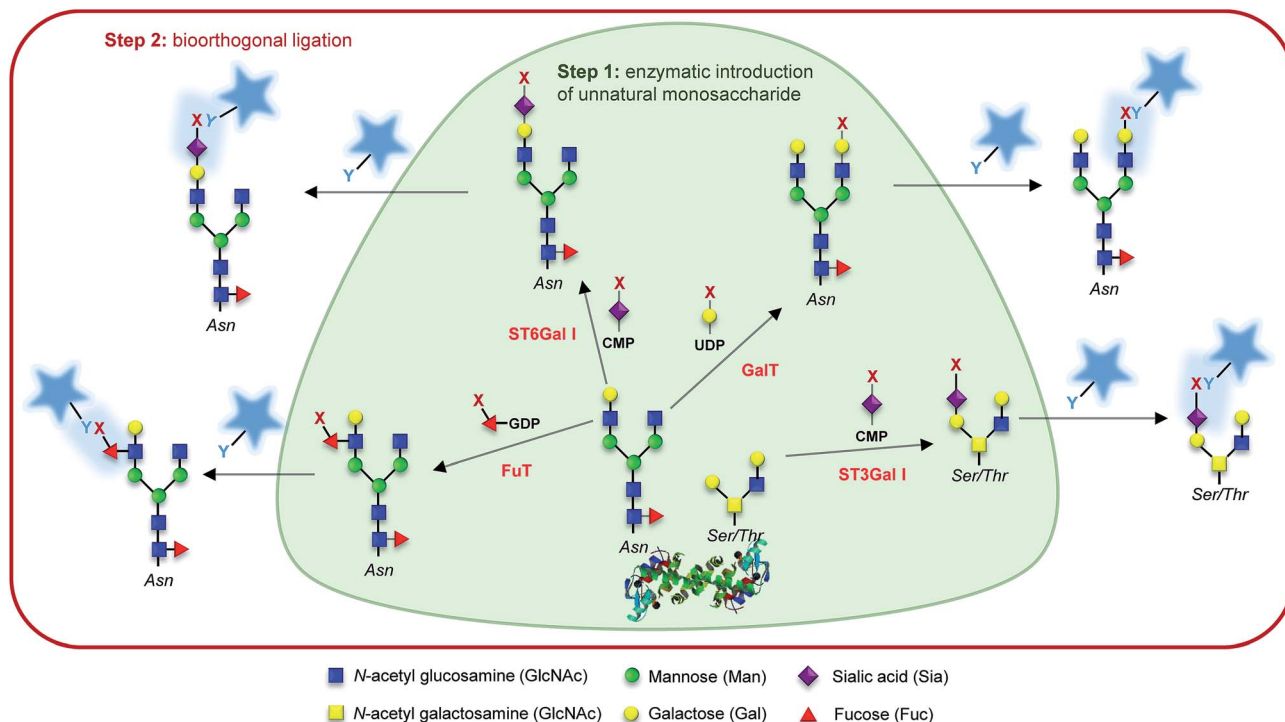 Step 2: bioorthogonal ligation
Step 1: enzymatic introduction
of unnatural monosaccharide
X
X
X Y
Y
X
Y
X Y
Asn
Asn
Asn
Asn
X
CMP
X
UDP
ST6Gal I
GalT
X
CMP
X
Y
X Y
Y X
Y
X
X
GDP
FuT
ST3Gal I
Ser/Thr
Ser/Thr
Asn
Asn
Asn
Ser/Thr
N-acetyl glucosamine (GlcNAc)
Mannose (Man)
Sialic acid (Sia)
N-acetyl galactosamine (GlcNAc)
Galactose (Gal)
Fucose (Fuc)